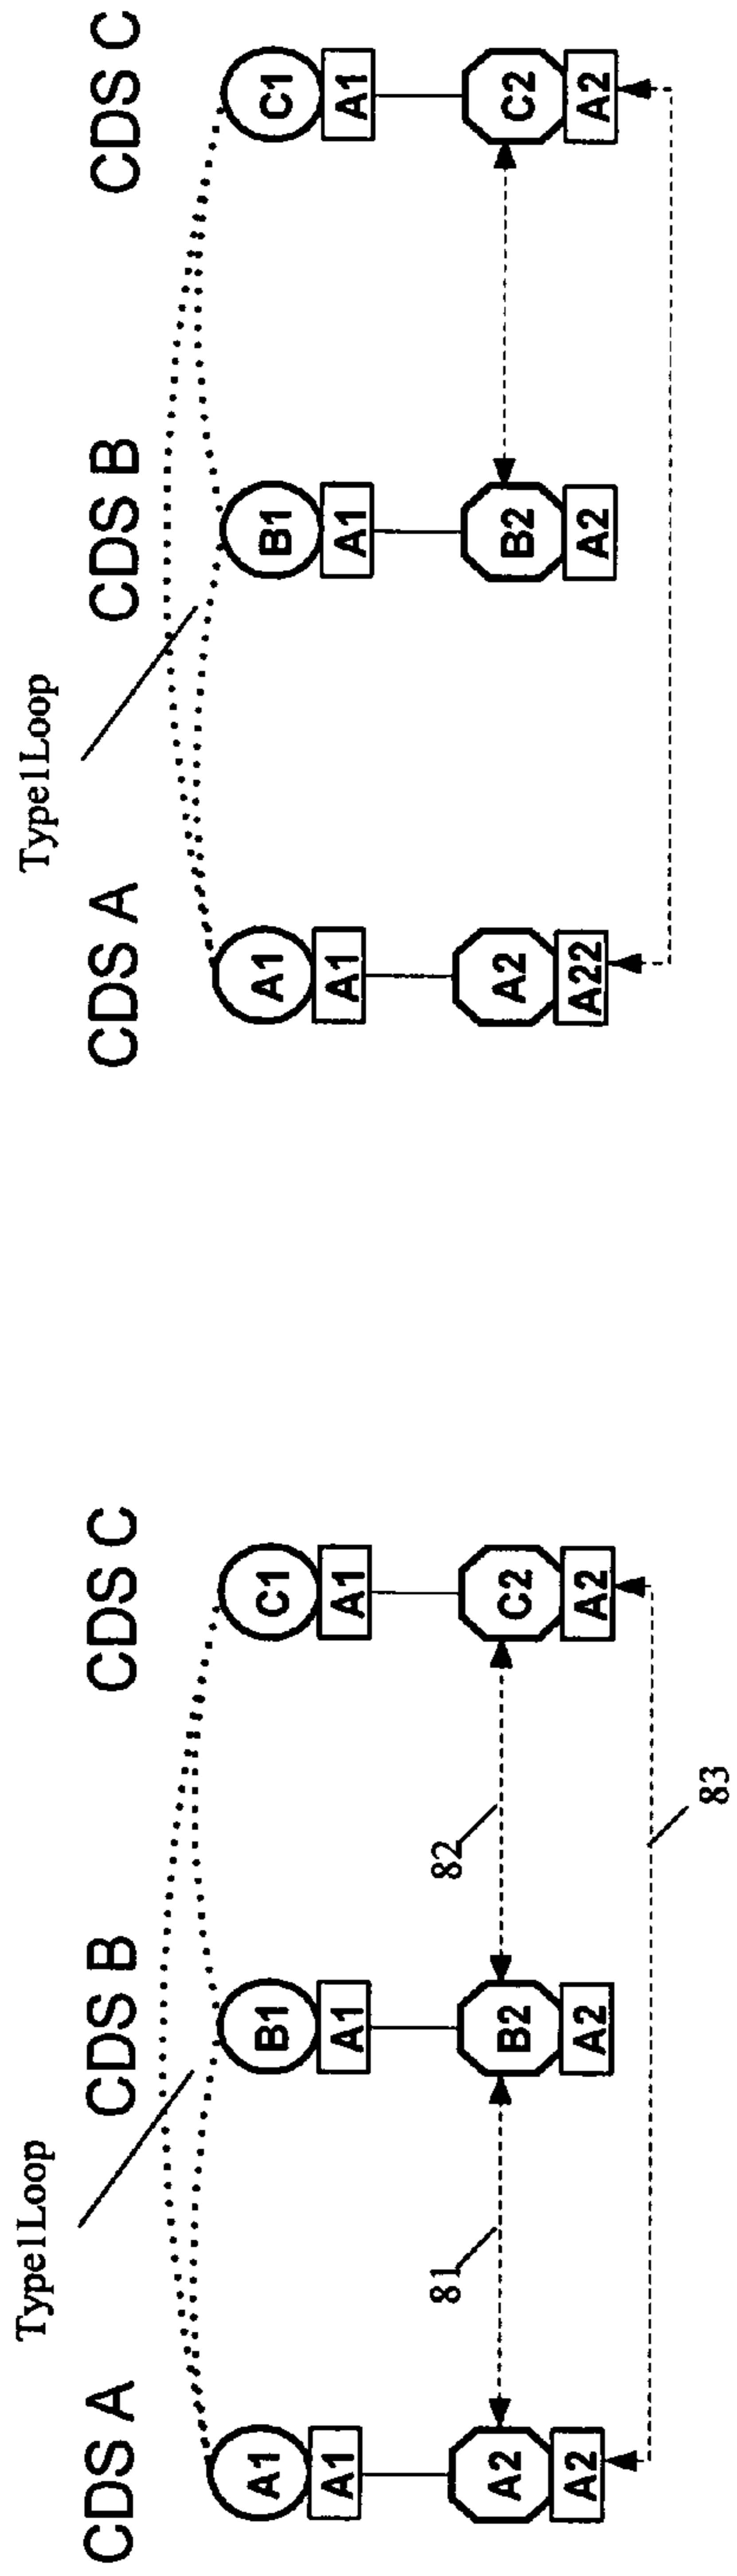 Type1Loop
CDS A
CDS B
CDS C
A1
B1
C1
A1
A1
A1
81
82
A2
B2
C2
A2
A2
A2
83
Type1Loop
CDS A
CDS B
CDS C
A1
B1
C1
A1
A1
A1
A2
B2
C2
A22
A2
A2